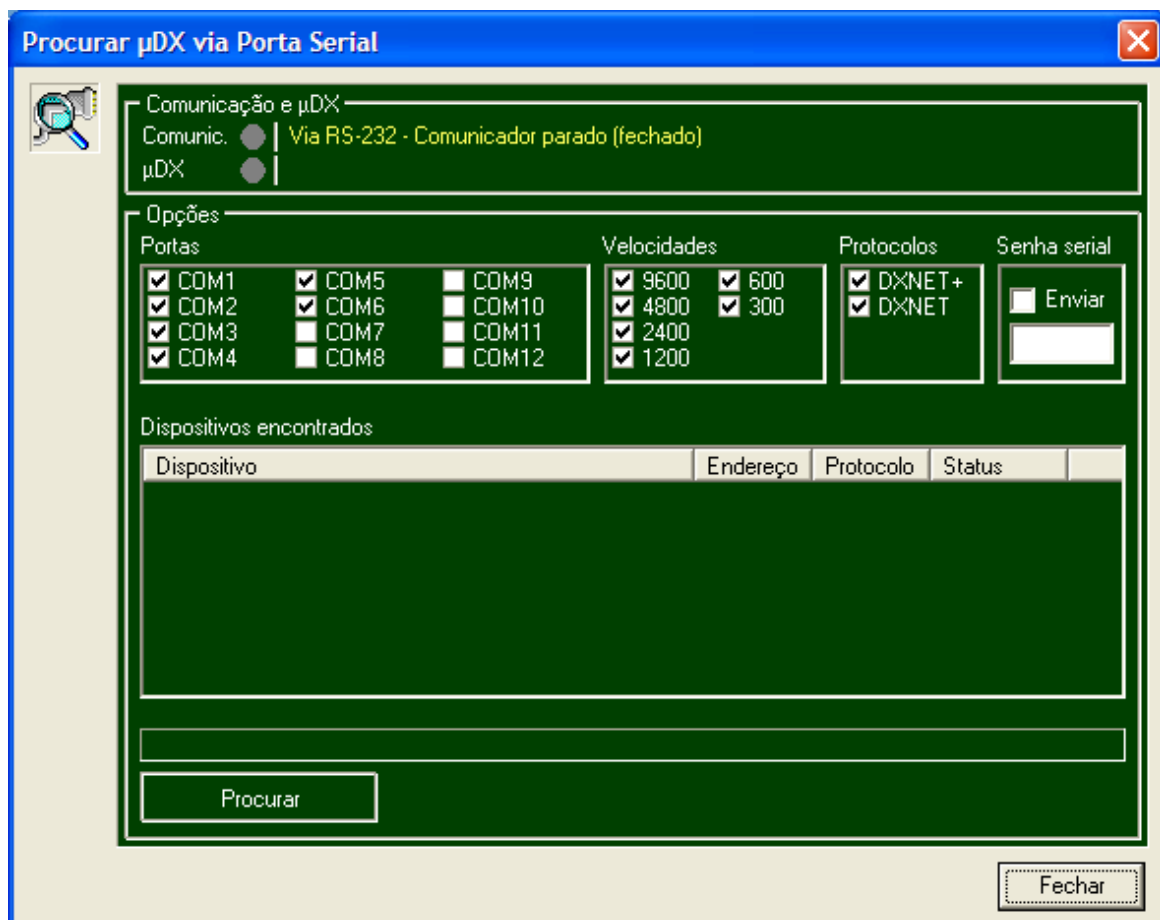 Procurar µDX via Porta Serial
Comunicação e µDX
Comunic. Via RS-232 - Comunicador parado (fechado)
µDX
Opções
Portas Velocidades Protocolos Senha serial
COM1 COM5 COM9 9600 600 DXNET+ Enviar
COM2 COM6 COM10 4800 300 DXNET
COM3 COM7 COM11 2400
COM4 COM8 COM12 1200
Dispositivos encontrados
Dispositivo Endereço Protocolo Status
Procurar
Fechar